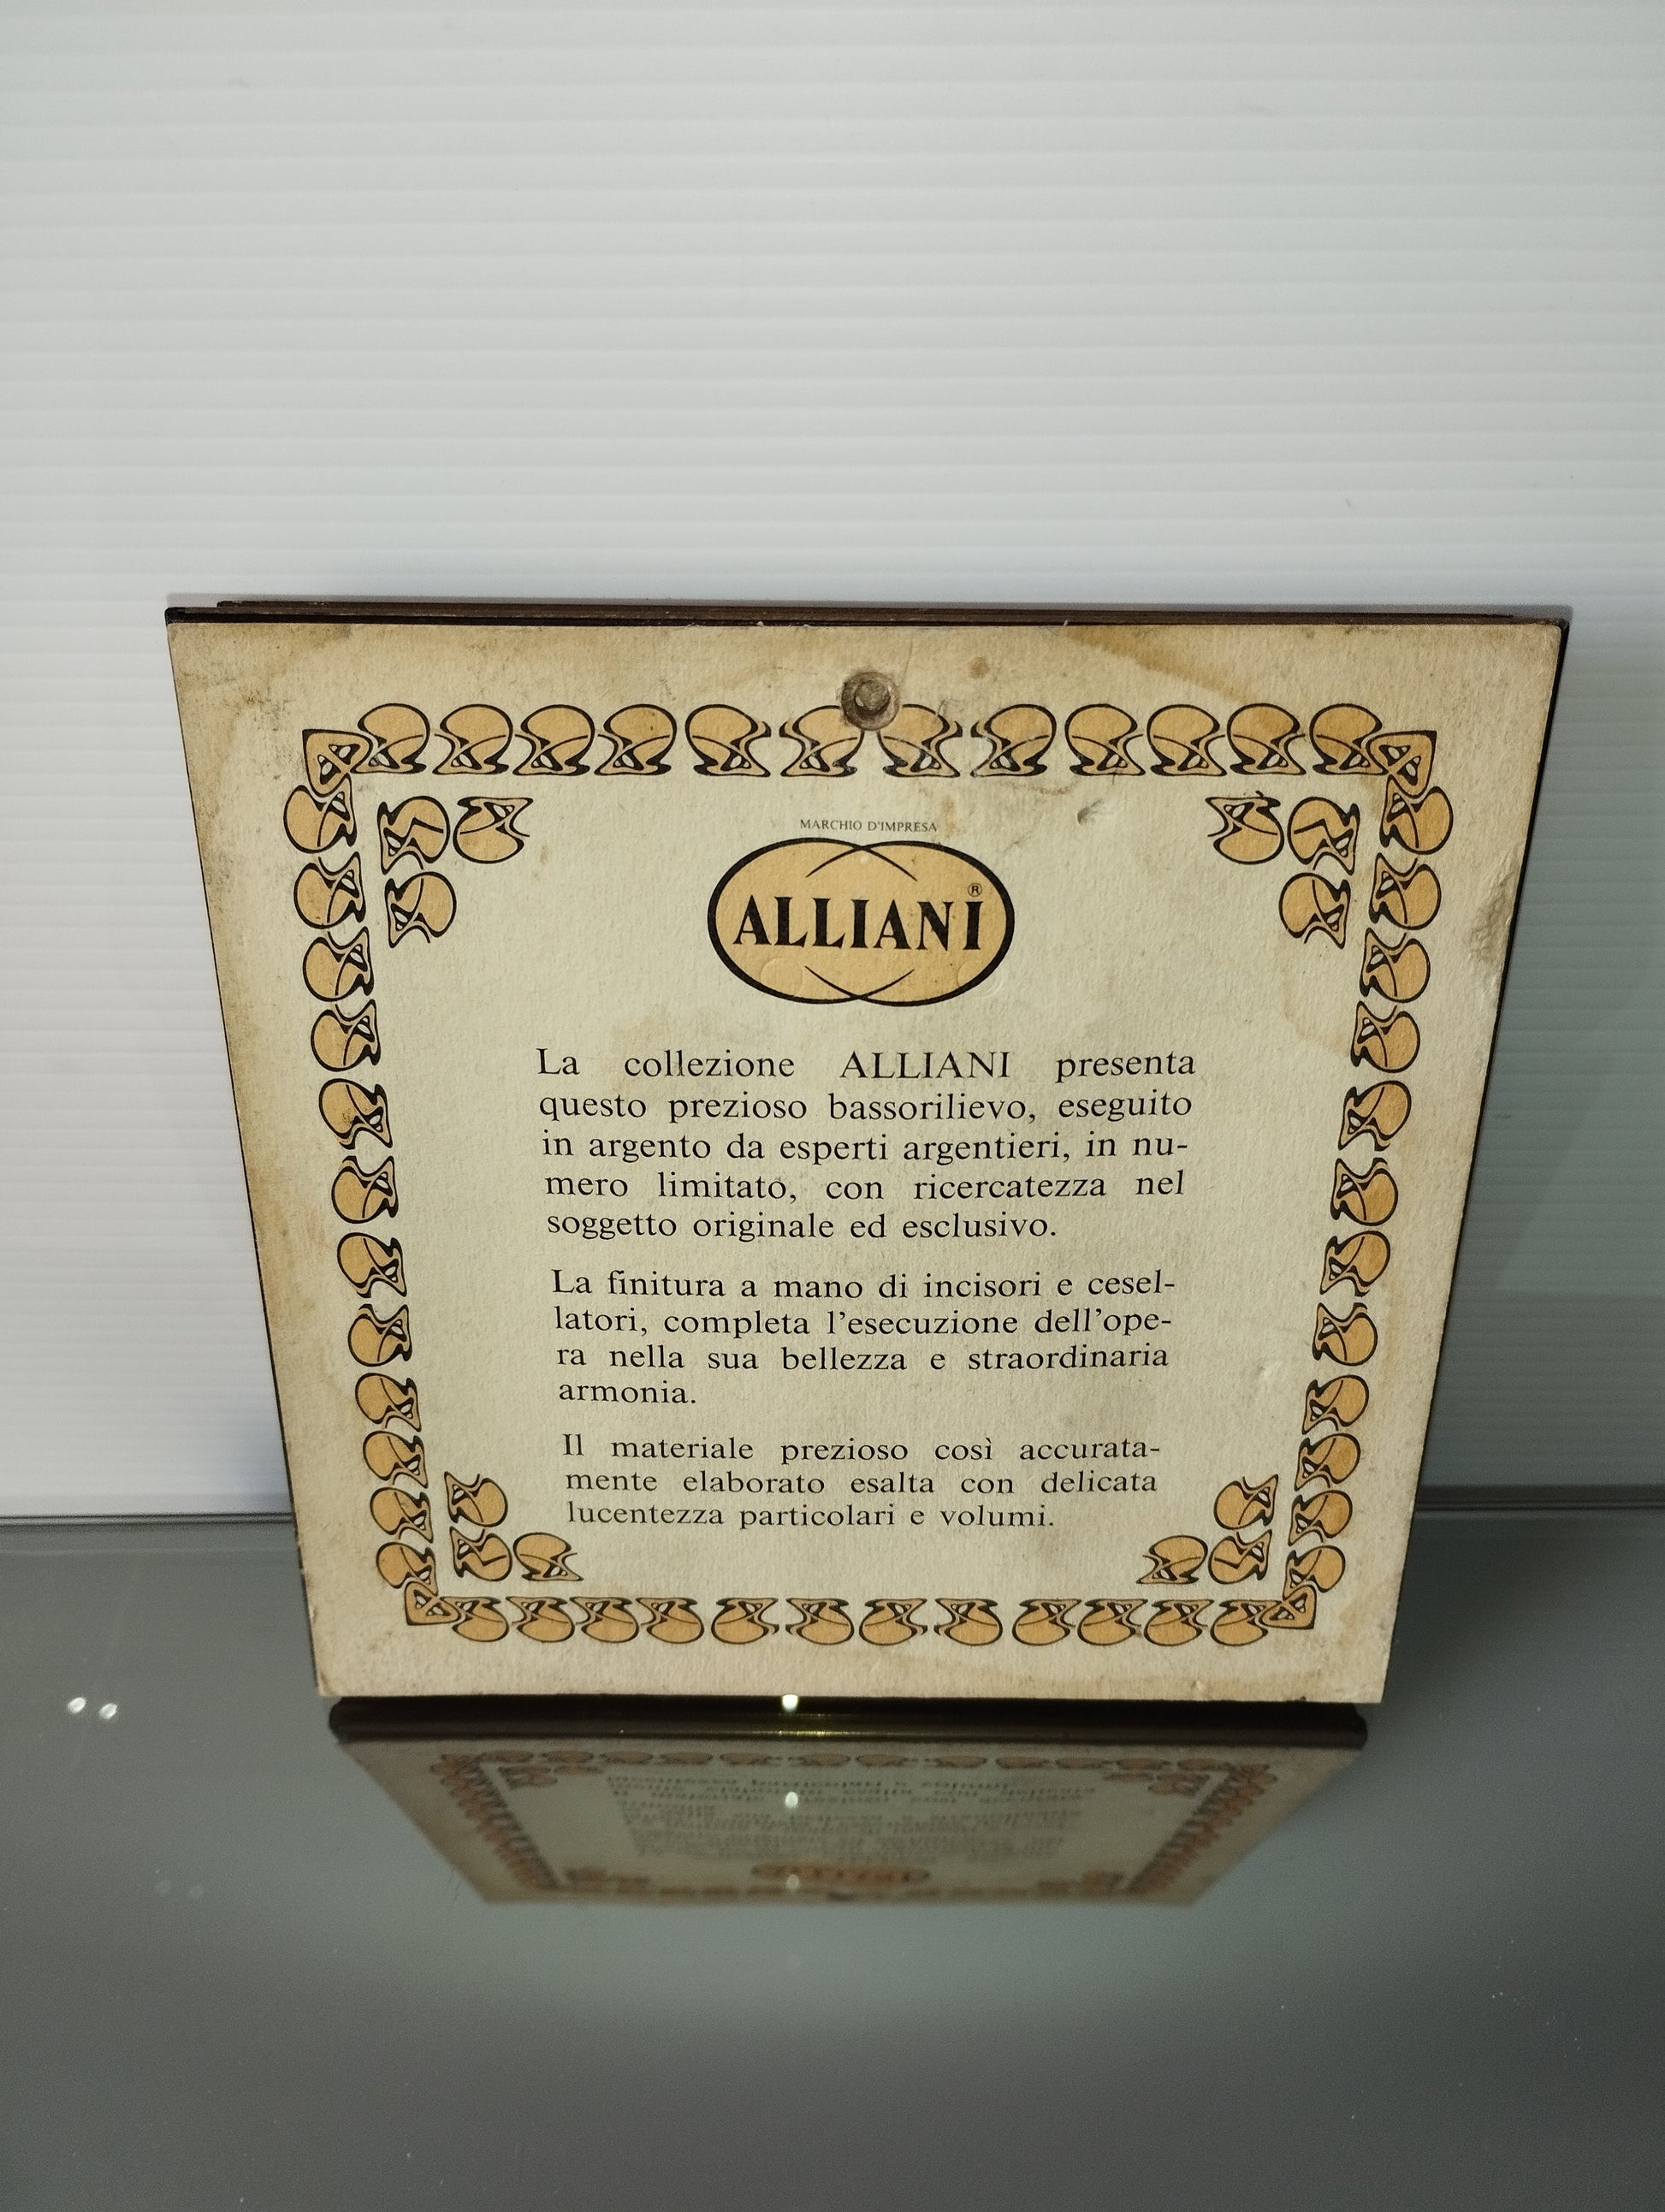 MARCHIO D'IMPRESA
ALLIANI®
La collezione ALLIANI presenta
questo prezioso bassorilievo, eseguito
in argento da esperti argentieri, in nu-
mero limitato, con ricercatezza nel
soggetto originale ed esclusivo.
La finitura a mano di incisori e cesel-
latori, completa l'esecuzione dell'ope-
ra nella sua bellezza e straordinaria
armonia.
Il materiale prezioso così accurata-
mente elaborato esalta con delicata
lucentezza particolari e volumi.